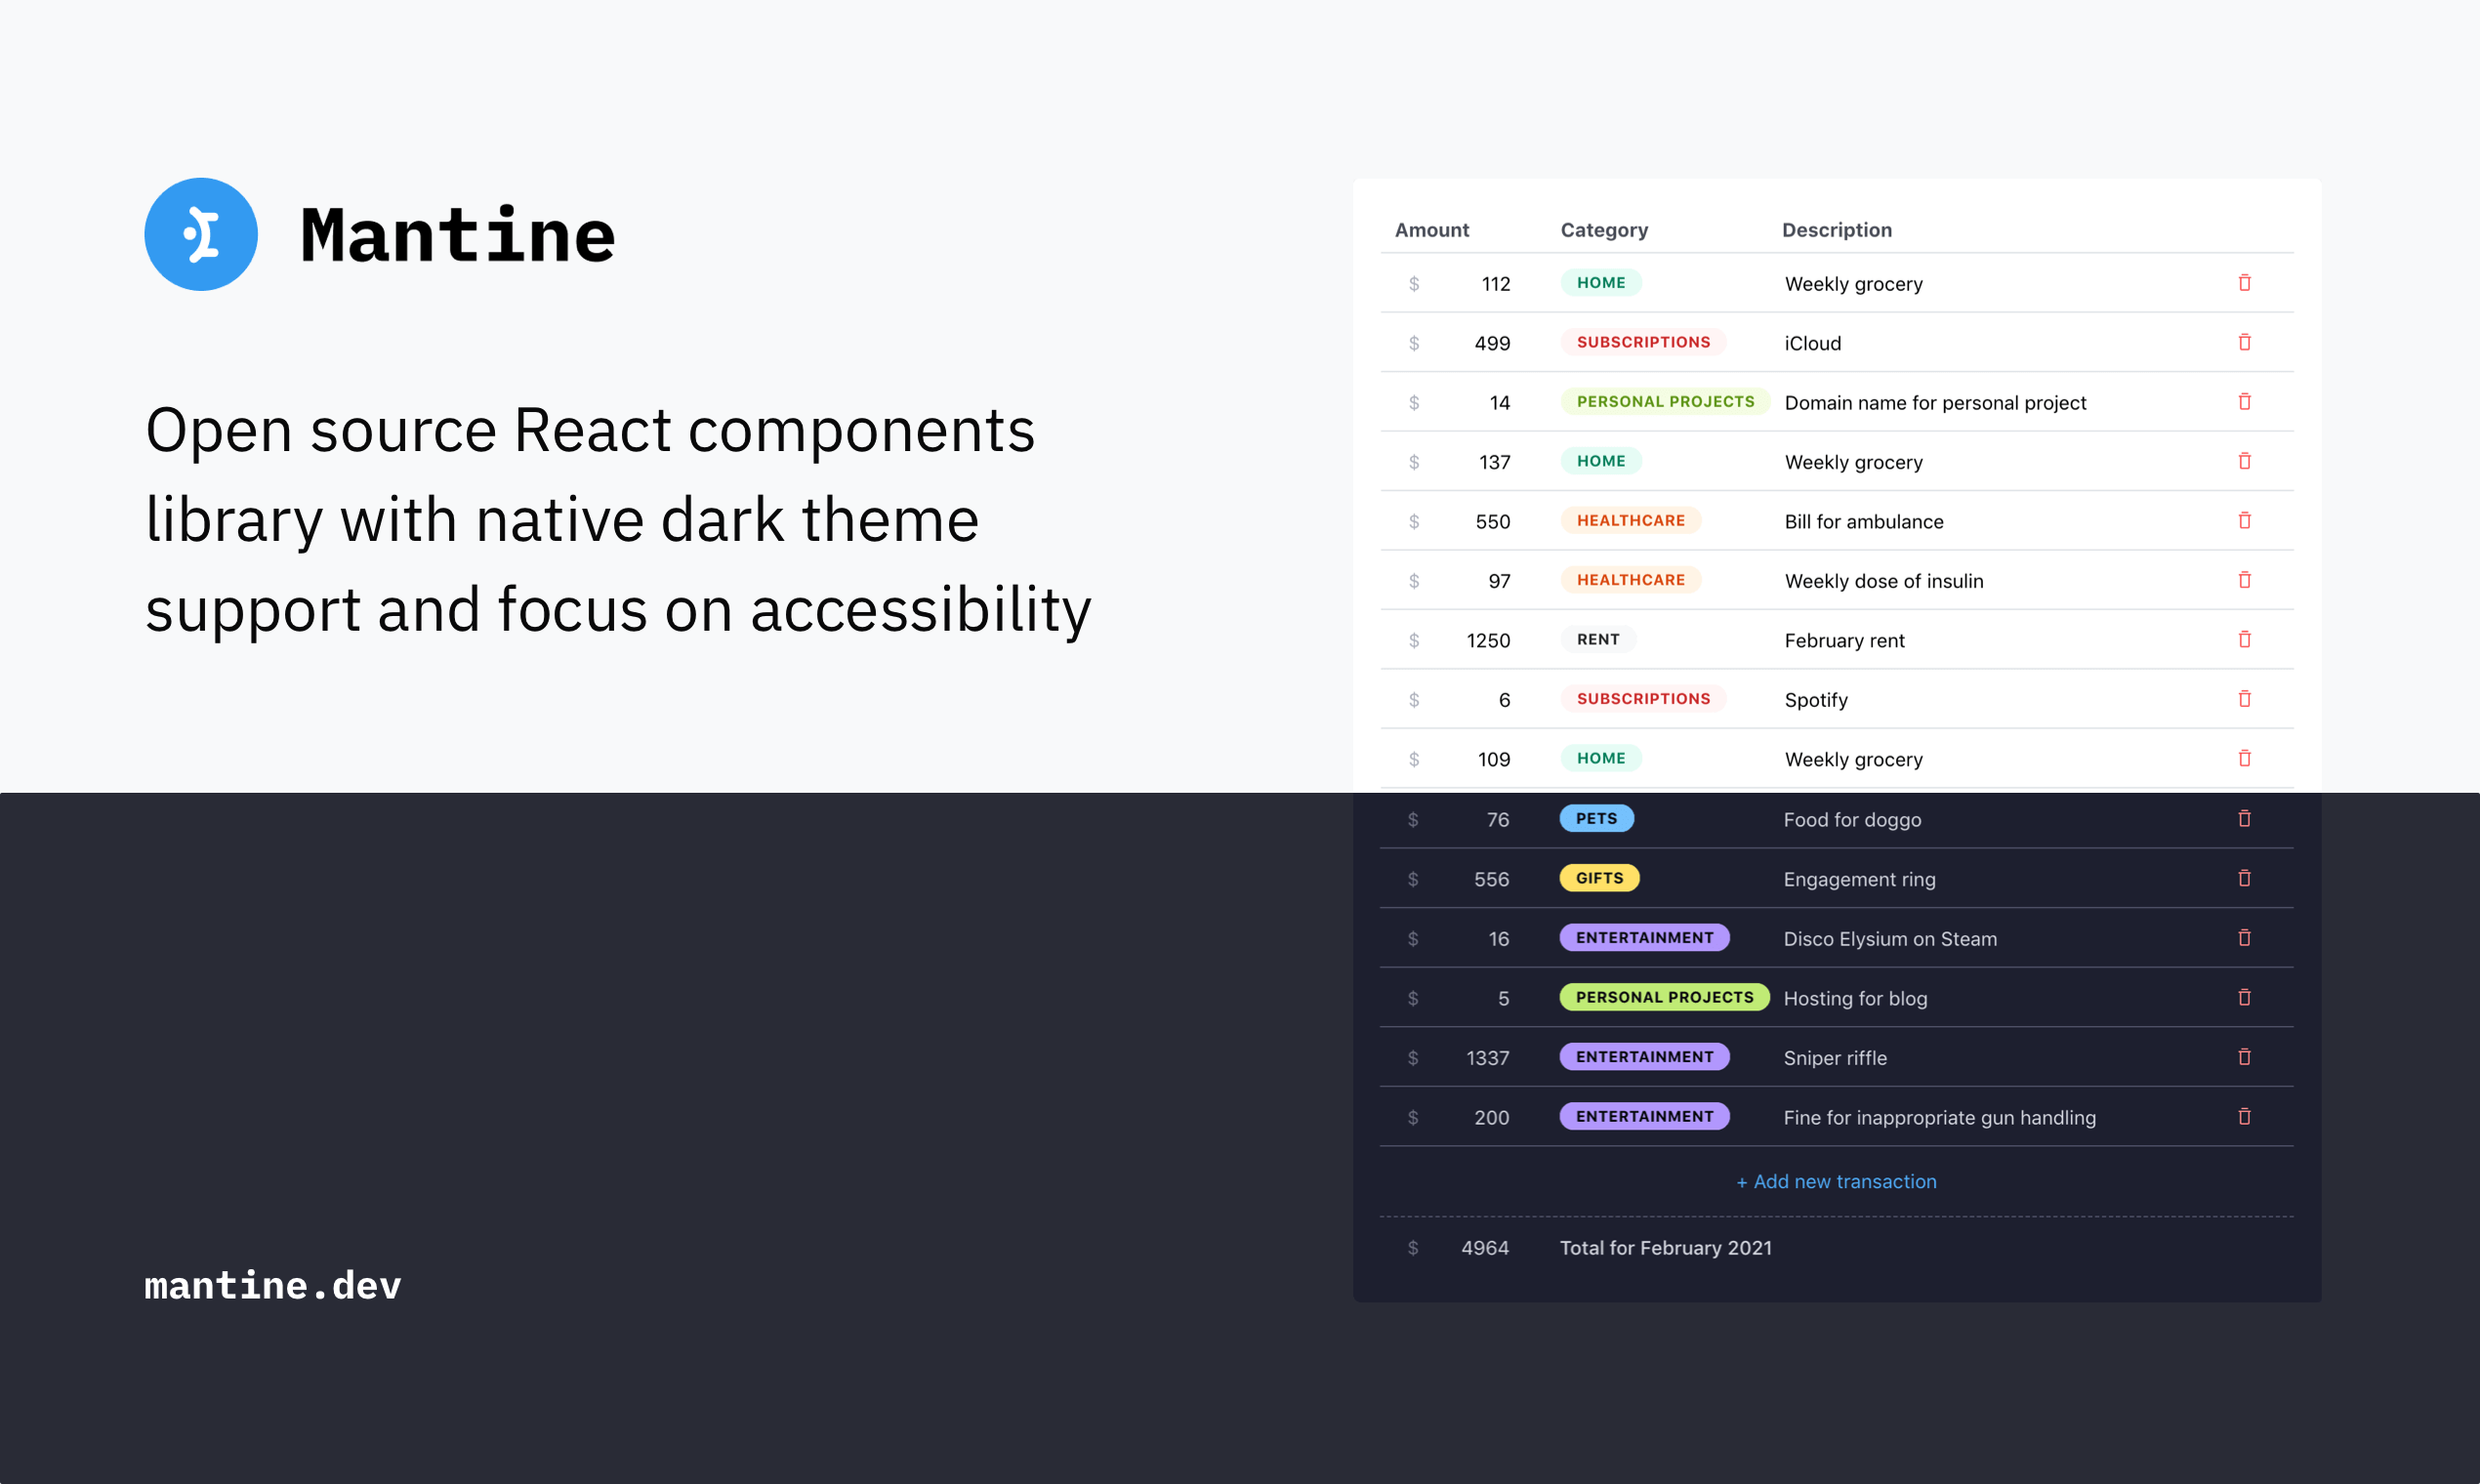 Mantine
Open source React components
library with native dark theme
support and focus on accessibility
mantine.dev
Amount Category Description
$ 112 HOME Weekly grocery
$ 499 SUBSCRIPTIONS iCloud
$ 14 PERSONAL PROJECTS Domain name for personal project
$ 137 HOME Weekly grocery
$ 550 HEALTHCARE Bill for ambulance
$ 97 HEALTHCARE Weekly dose of insulin
$ 1250 RENT February rent
$ 6 SUBSCRIPTIONS Spotify
$ 109 HOME Weekly grocery
$ 76 PETS Food for doggo
$ 556 GIFTS Engagement ring
$ 16 ENTERTAINMENT Disco Elysium on Steam
$ 5 PERSONAL PROJECTS Hosting for blog
$ 1337 ENTERTAINMENT Sniper riffle
$ 200 ENTERTAINMENT Fine for inappropriate gun handling
+ Add new transaction
$ 4964 Total for February 2021